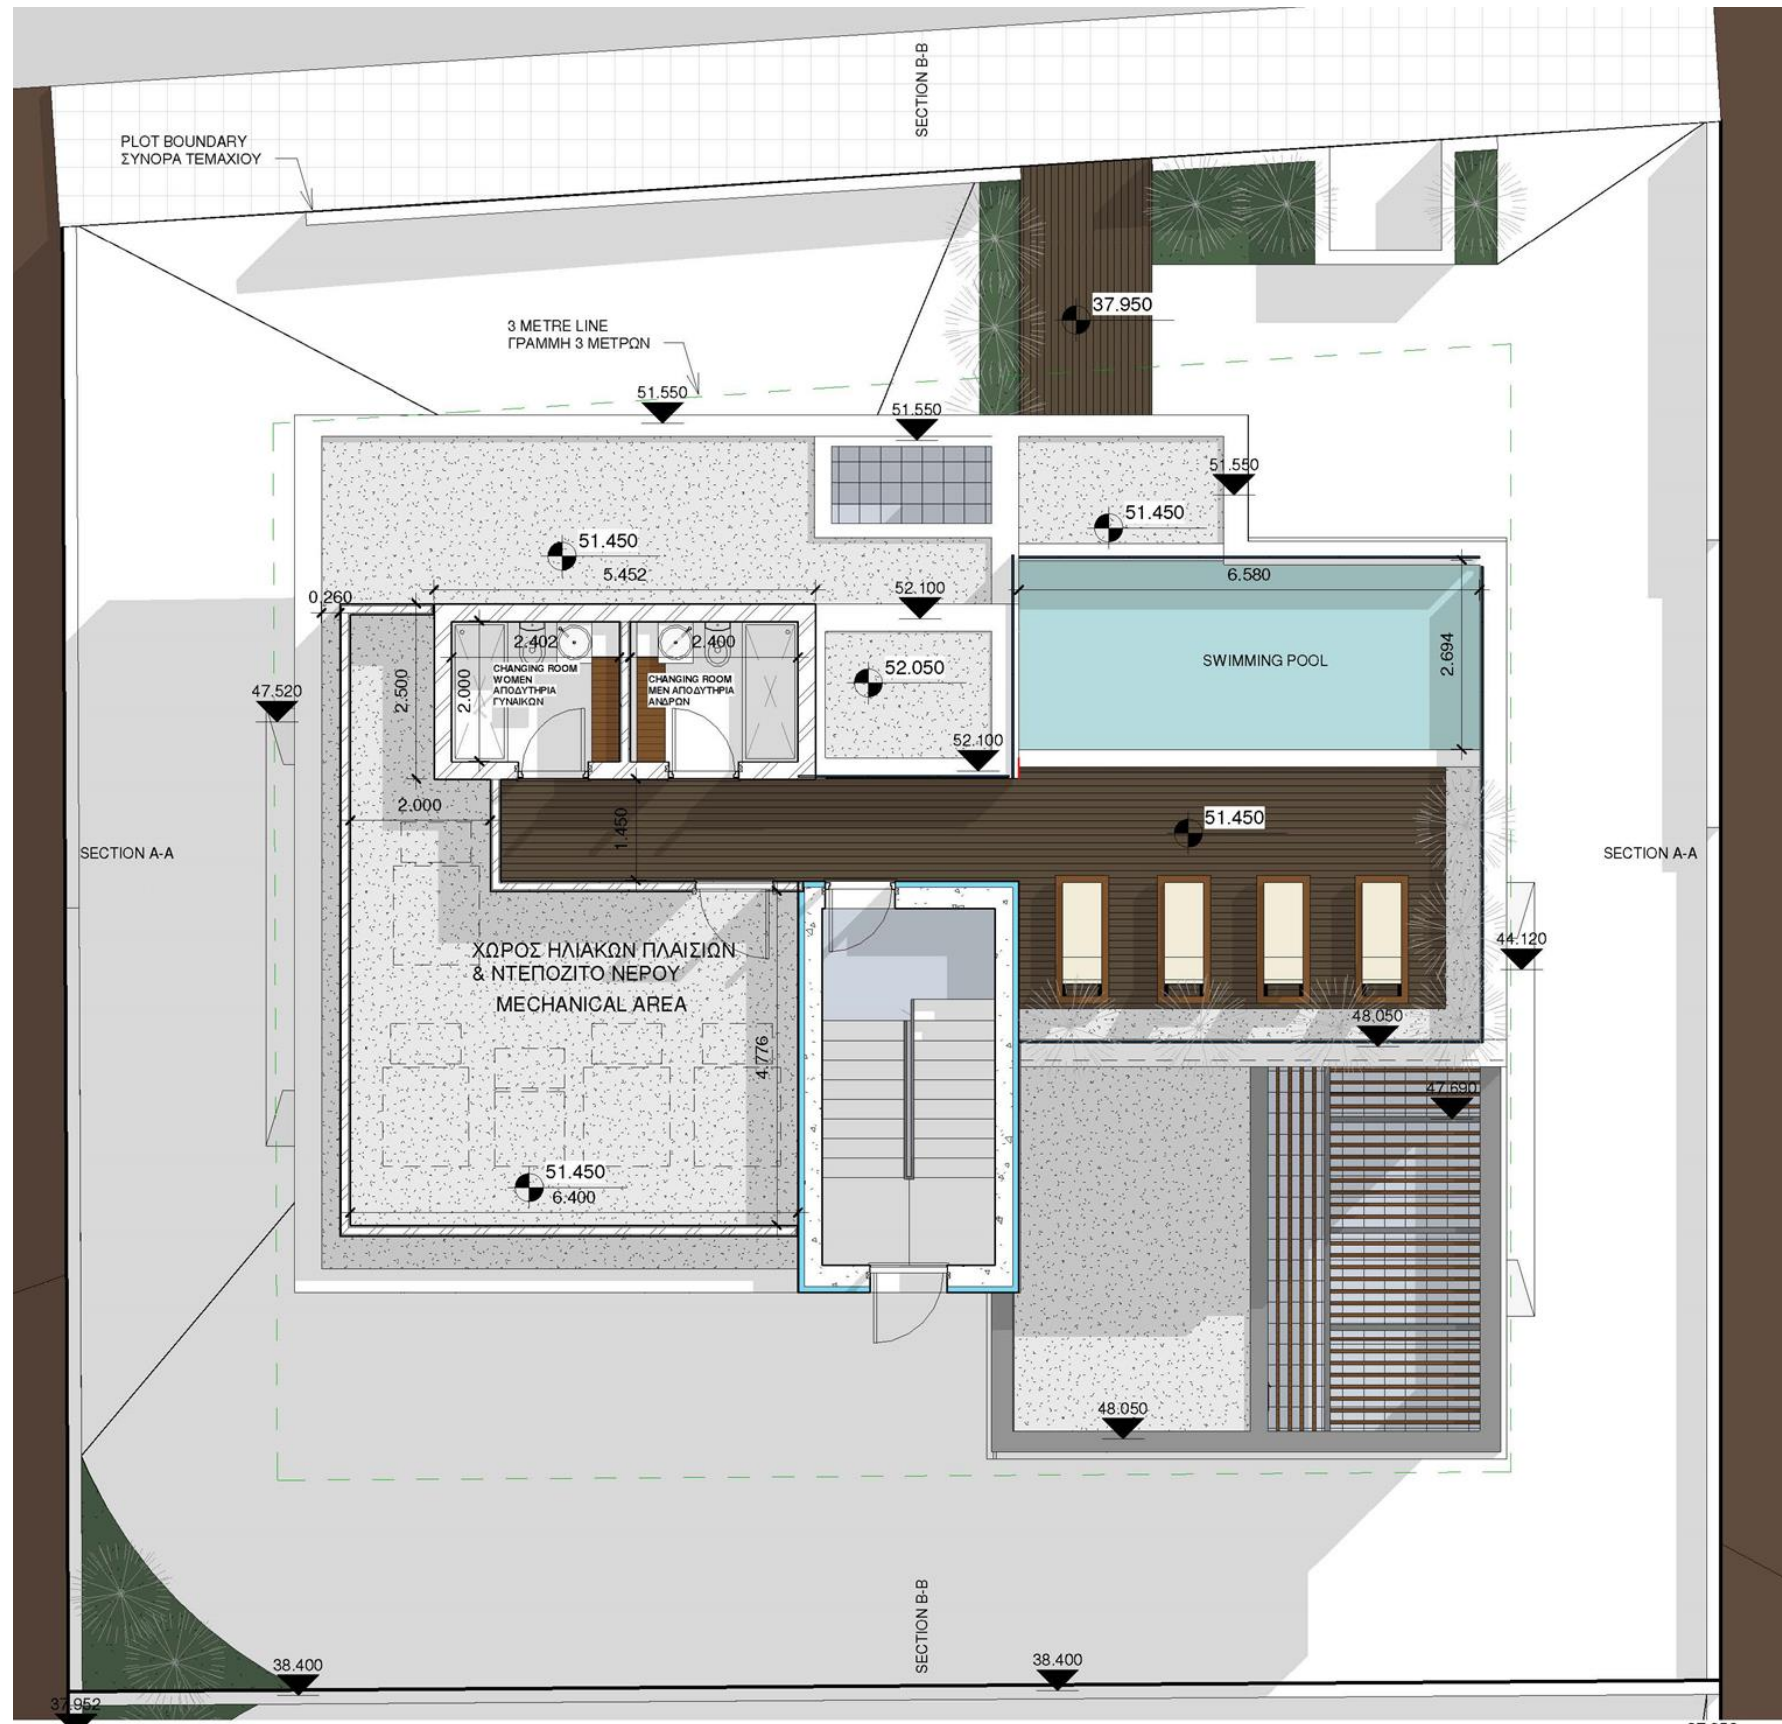 SECTION B-B
PLOT BOUNDARY
ΣΥΝΟΡΑ ΤΕΜΑΧΙΟΥ
37.950
3 METRE LINE
ΓΡΑΜΜΗ 3 ΜΕΤΡΩΝ
51.550
51.550
51.550
51.450
51.450
5.452
6.580
0.260
52.100
2.402
2.400
CHANGING ROOM
WOMEN
ΑΠΟΔΥΤΗΡΙΑ
ΓΥΝΑΙΚΩΝ
CHANGING ROOM
MEN ΑΠΟΔΥΤΗΡΙΑ
ΑΝΔΡΩΝ
52.050
SWIMMING POOL
2.694
2.500
2.000
47.520
52.100
2.000
1.450
51.450
SECTION A-A
SECTION A-A
ΧΩΡΟΣ ΗΛΙΑΚΩΝ ΠΛΑΙΣΙΩΝ
& ΝΤΕΠΟΖΙΤΟ ΝΕΡΟΥ
MECHANICAL AREA
44.120
48.050
4.776
47.690
51.450
6.400
48.050
SECTION B-B
38.400
38.400
37.952